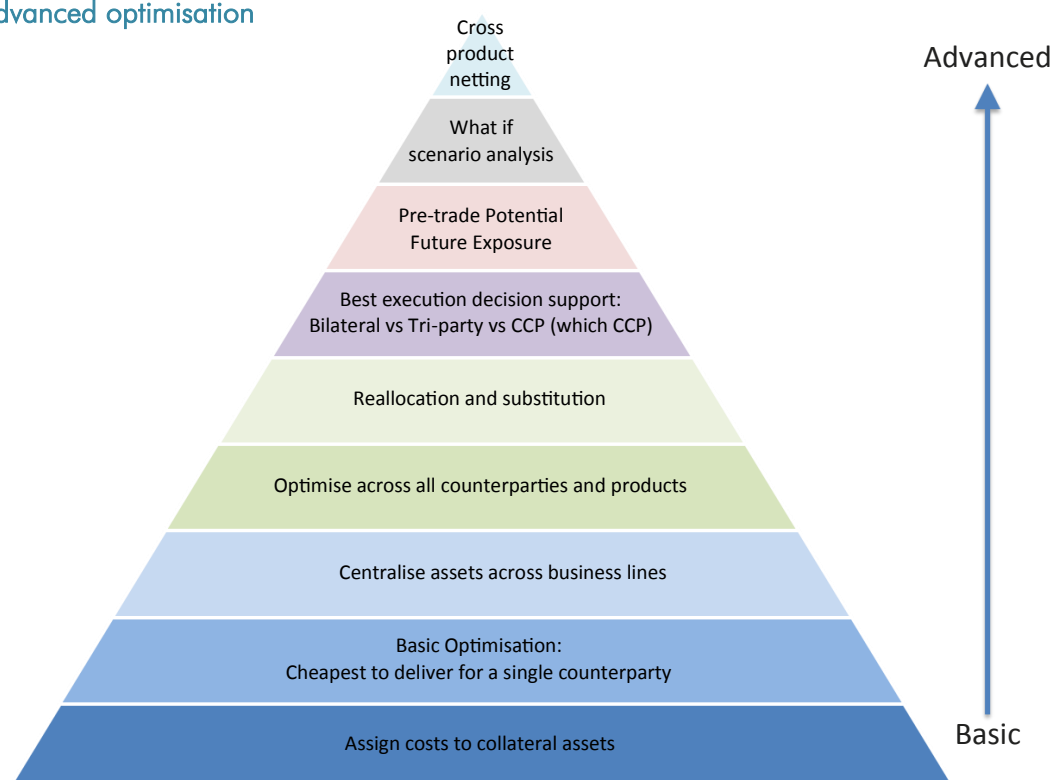 dvanced optimisation
Cross
product
netting
Advanced
What if
scenario analysis
Pre-trade Potential
Future Exposure
Best execution decision support:
Bilateral vs Tri-party vs CCP (which CCP)
Reallocation and substitution
Optimise across all counterparties and products
Centralise assets across business lines
Basic Optimisation:
Cheapest to deliver for a single counterparty
Basic
Assign costs to collateral assets